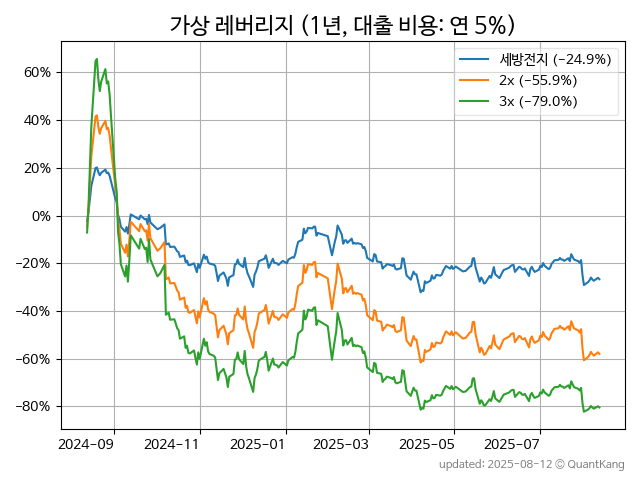 가상 레버리지 (1년, 대출 비용: 연 5%)
세방전지 (−24.9%)
2x (−55.9%)
3x (−79.0%)
60%
40%
20%
0%
−20%
−40%
−60%
−80%
2024-09
2024-11
2025-01
2025-03
2025-05
2025-07
updated: 2025-08-12 © QuantKang